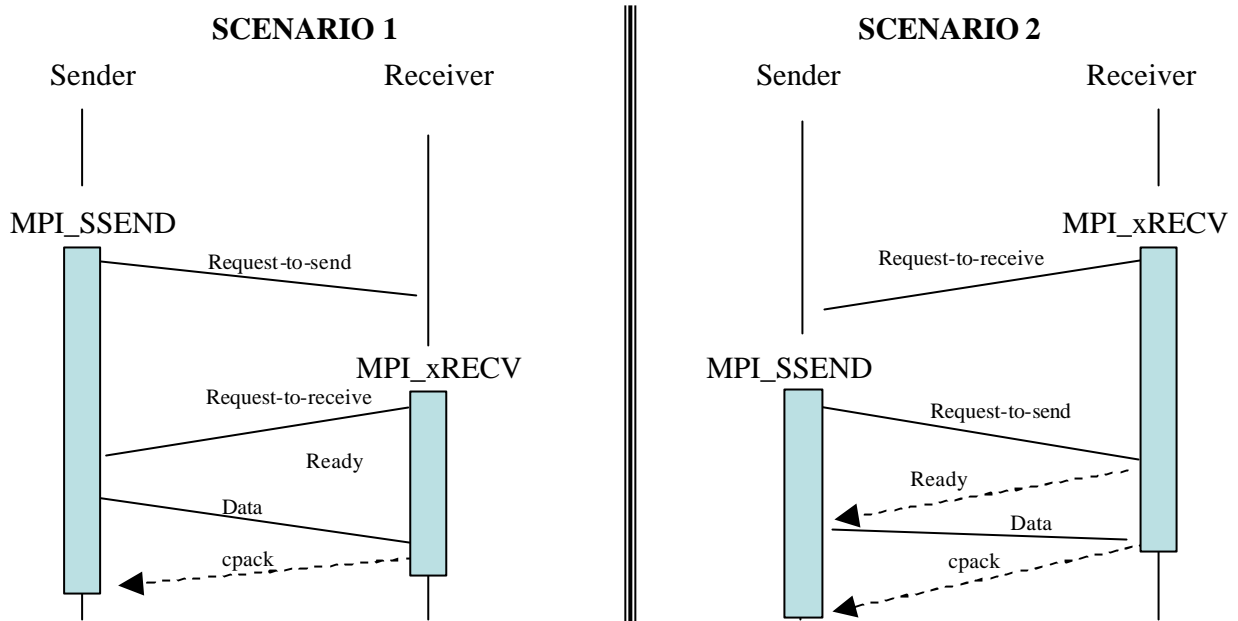 SCENARIO 1
Sender
Receiver
MPI_SSEND
Request-to-send
MPI_xRECV
Request-to-receive
Ready
Data
cpack
SCENARIO 2
Sender
Receiver
MPI_xRECV
Request-to-receive
MPI_SSEND
Request-to-send
Ready
Data
cpack